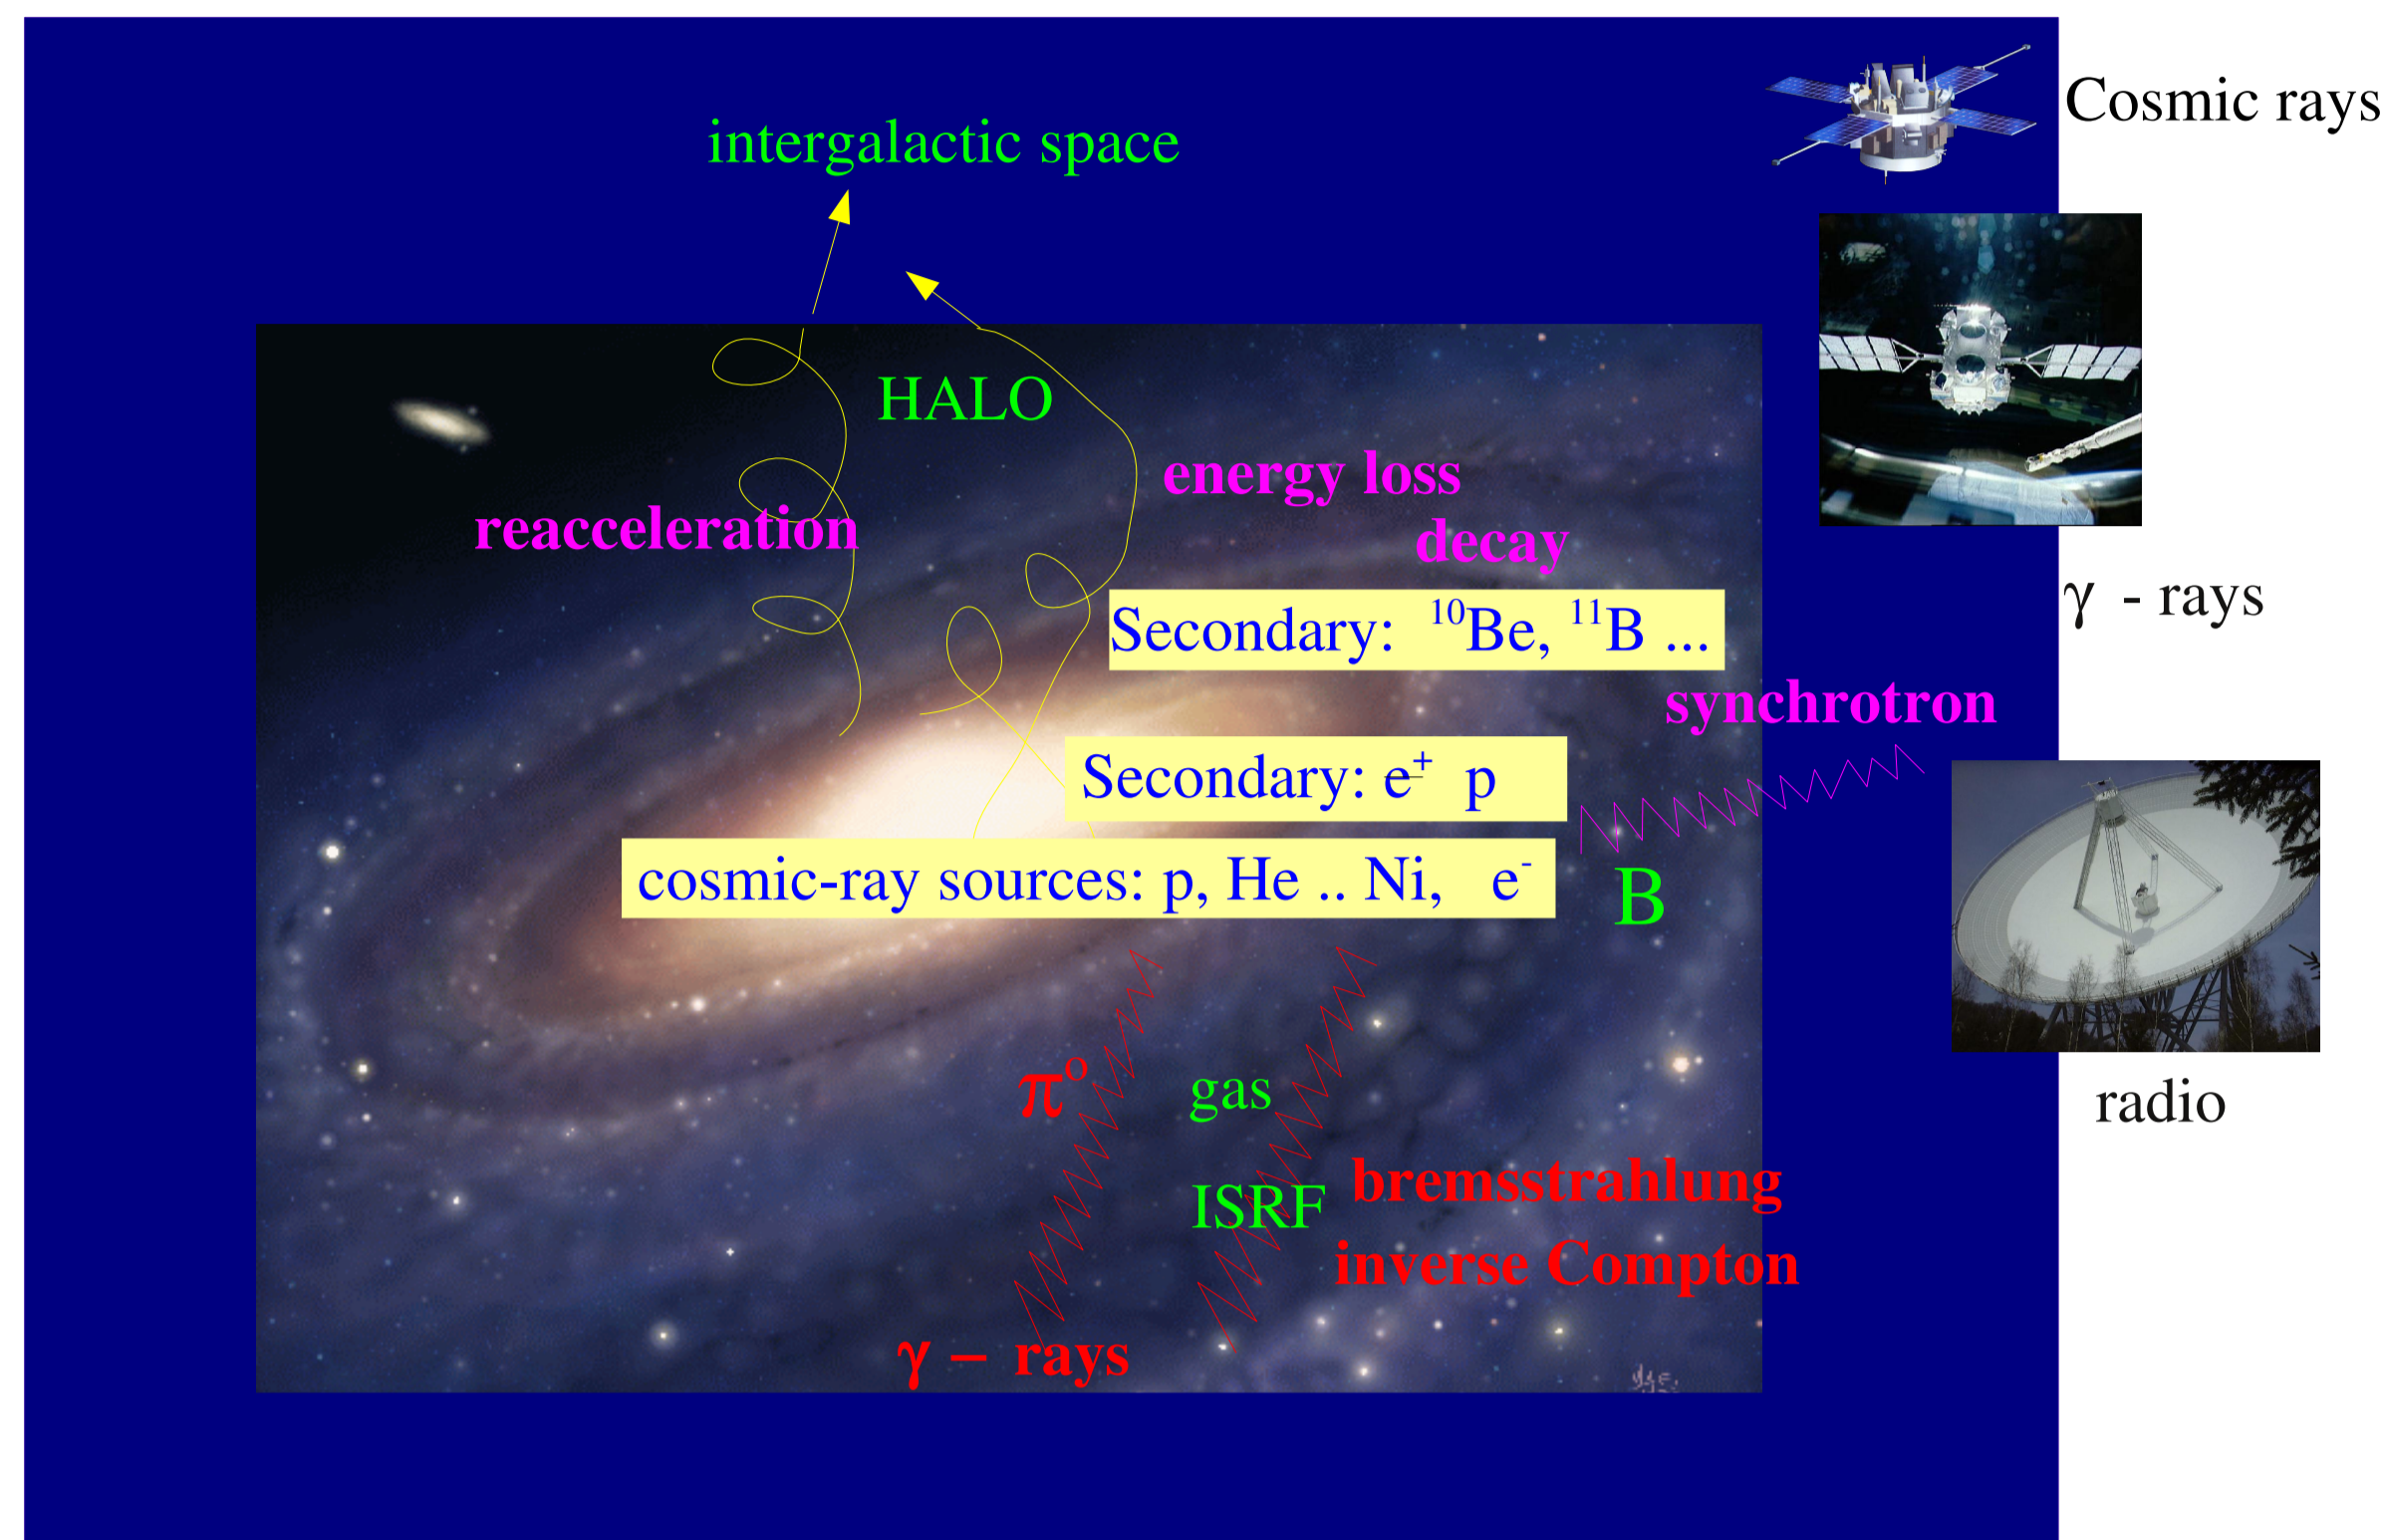 Cosmic rays
intergalactic space
HALO
energy loss
reacceleration
decay
γ - rays
Secondary: ¹⁰Be, ¹¹B ...
synchrotron
Secondary: e⁺ p
cosmic-ray sources: p, He .. Ni, e⁻
B
π⁰
gas
radio
ISRF
bremsstrahlung
inverse Compton
γ – rays